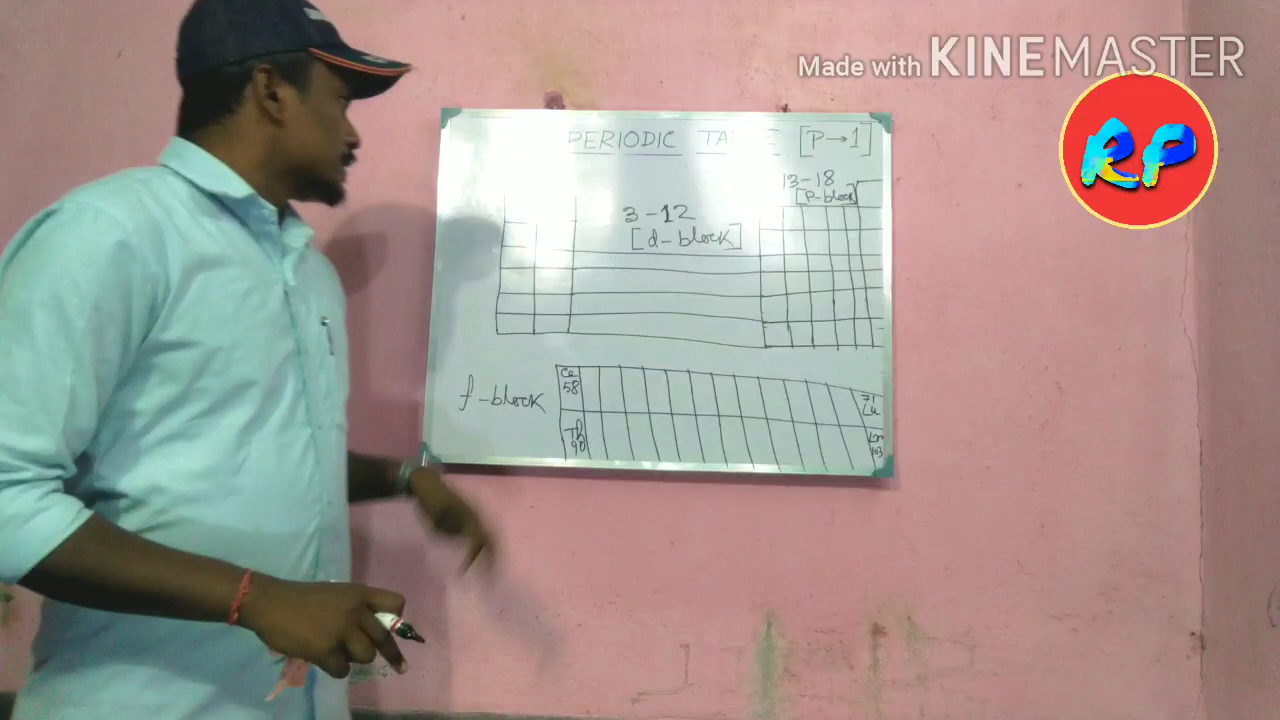 Made with KINEMASTER
RP
PERIODIC TA E [P→1]
13-18
[P-block]
3-12
[d-block]
f-block
Ce
58
71
Lu
Th
90
Lr
103